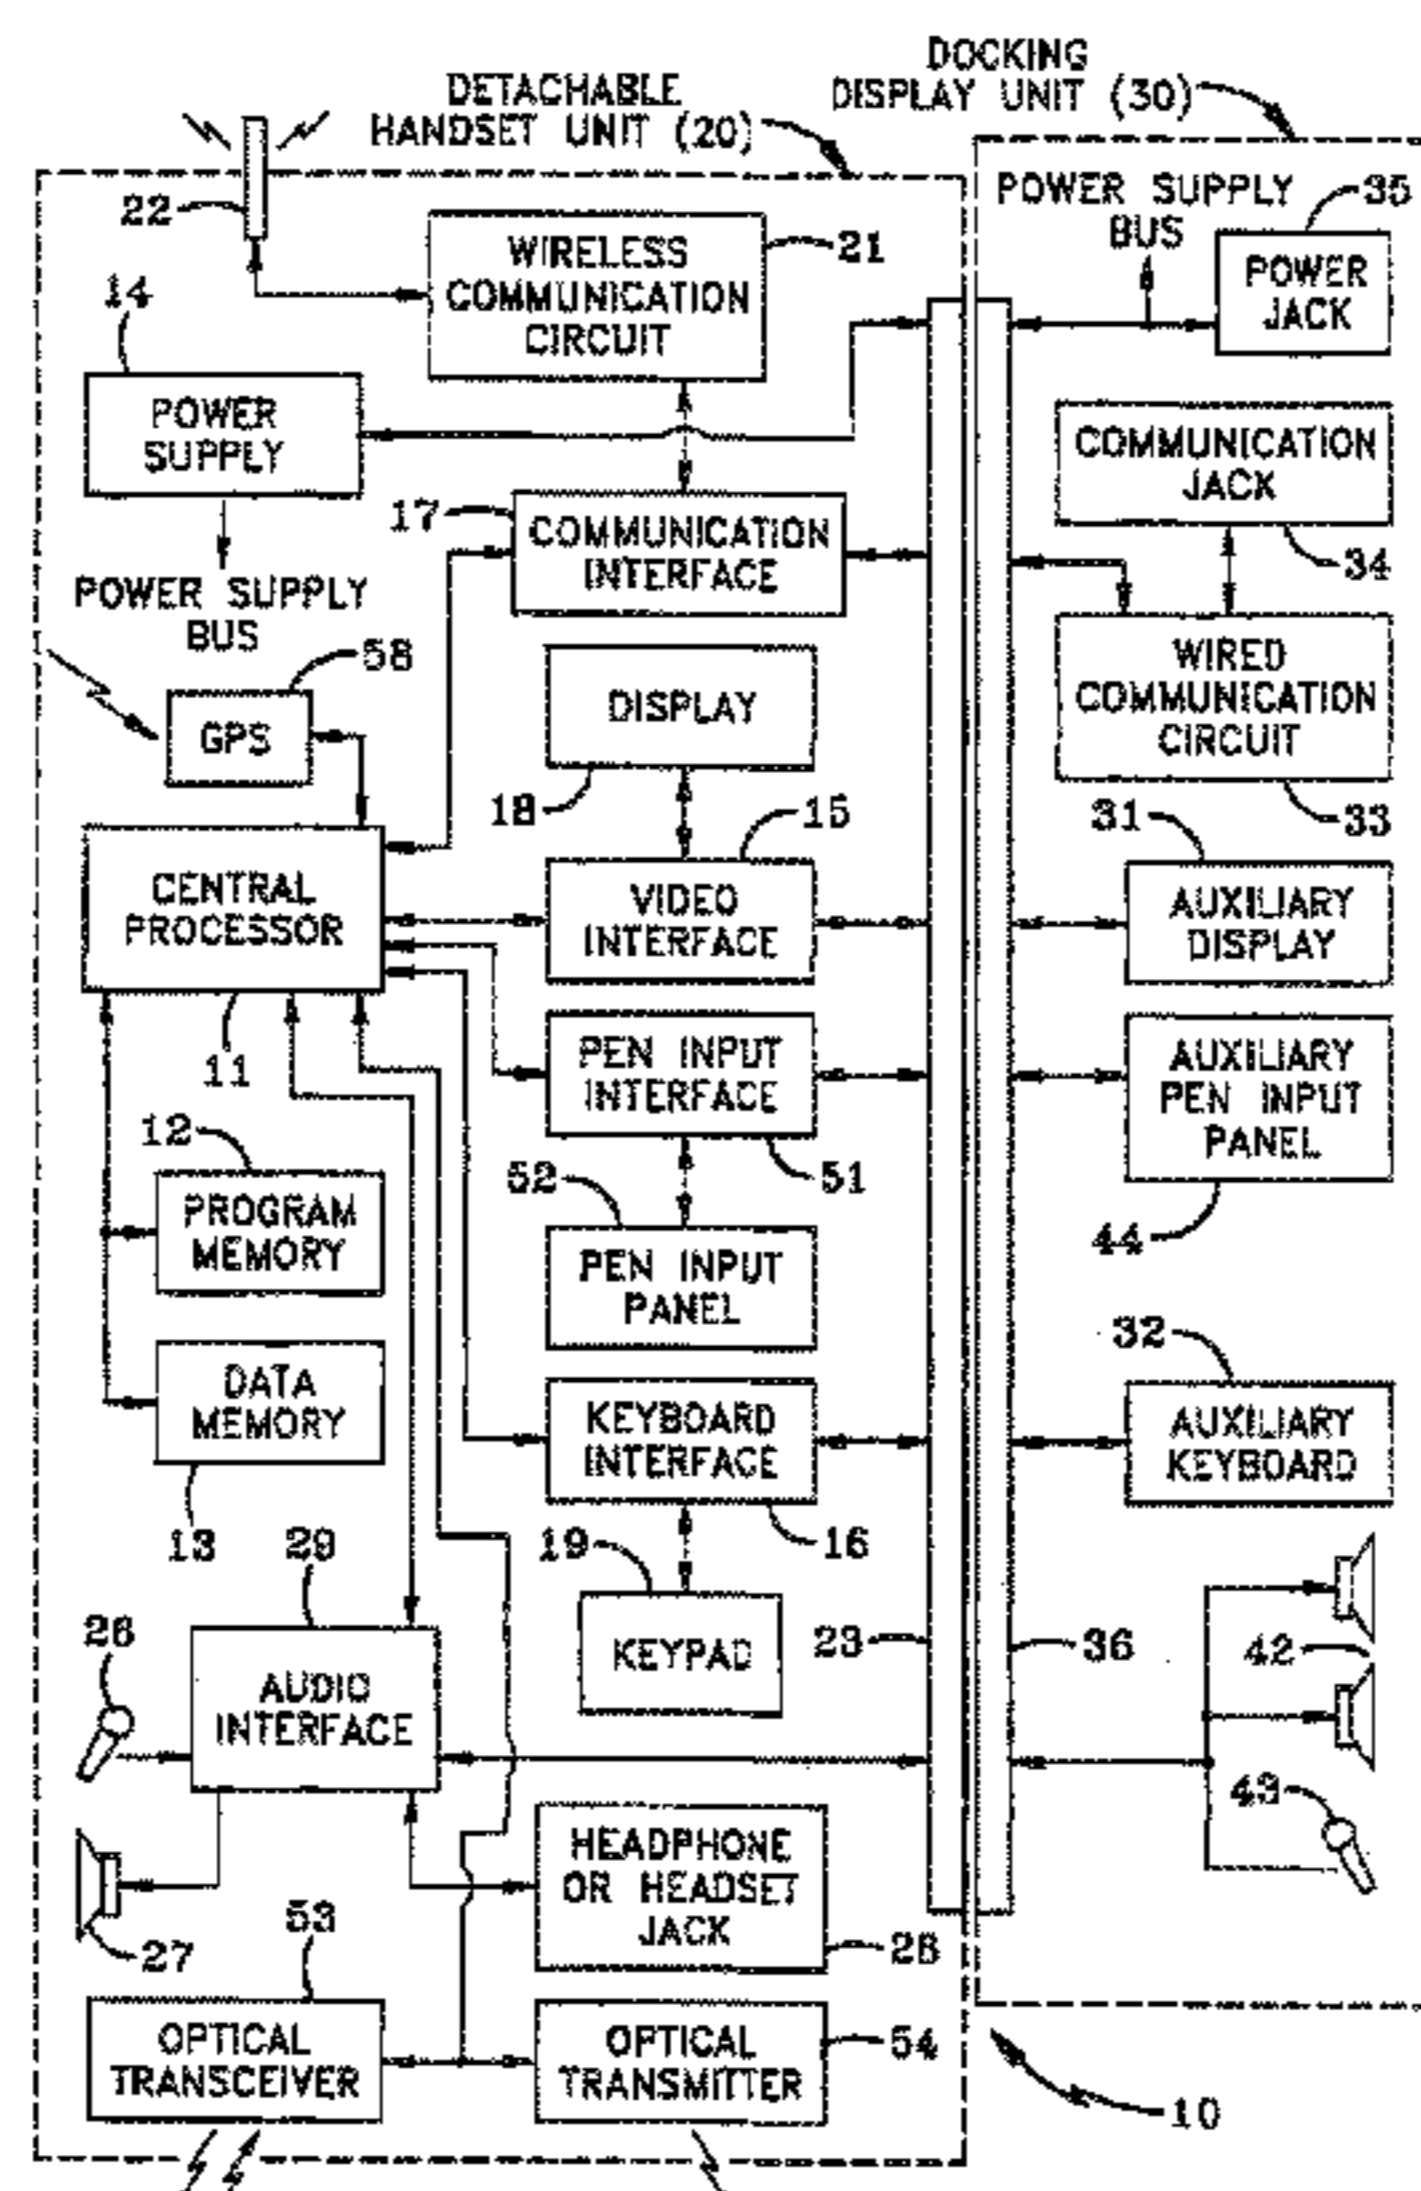 DOCKING
DISPLAY UNIT (30)
DETACHABLE
HANDSET UNIT (20)
22
WIRELESS
COMMUNICATION
CIRCUIT
21
POWER SUPPLY
BUS
35
POWER
JACK
14
POWER
SUPPLY
COMMUNICATION
JACK
34
17
COMMUNICATION
INTERFACE
POWER SUPPLY
BUS
58
GPS
DISPLAY
18
WIRED
COMMUNICATION
CIRCUIT
33
15
31
CENTRAL
PROCESSOR
11
VIDEO
INTERFACE
AUXILIARY
DISPLAY
PEN INPUT
INTERFACE
51
AUXILIARY
PEN INPUT
PANEL
44
12
PROGRAM
MEMORY
52
PEN INPUT
PANEL
DATA
MEMORY
13
KEYBOARD
INTERFACE
16
32
AUXILIARY
KEYBOARD
29
19
KEYPAD
23
36
42
26
AUDIO
INTERFACE
43
27
HEADPHONE
OR HEADSET
JACK
28
53
OPTICAL
TRANSCEIVER
OPTICAL
TRANSMITTER
54
10